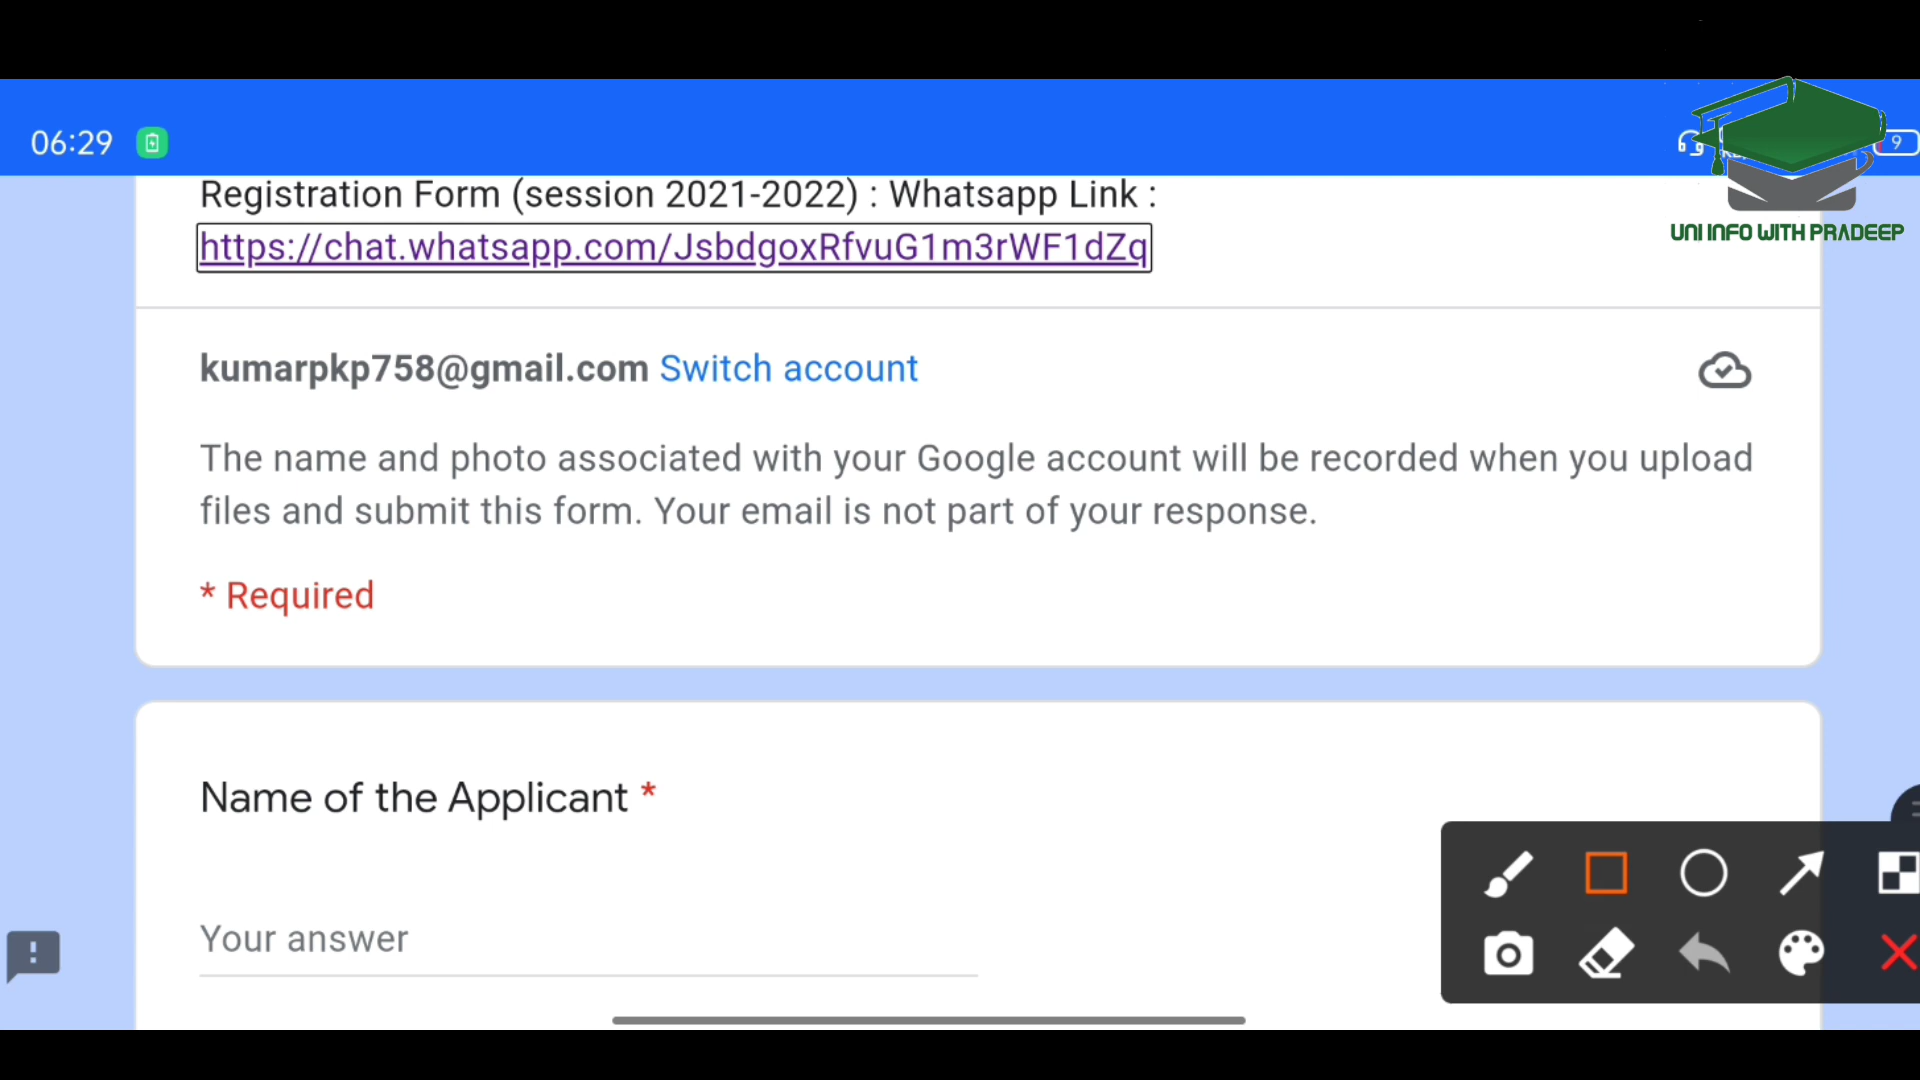 06:29
9
UNI INFO WITH PRADEEP
Registration Form (session 2021-2022) : Whatsapp Link :
https://chat.whatsapp.com/JsbdgoxRfvuG1m3rWF1dZq
kumarpkp758@gmail.com Switch account
The name and photo associated with your Google account will be recorded when you upload
files and submit this form. Your email is not part of your response.
* Required
Name of the Applicant *
Your answer